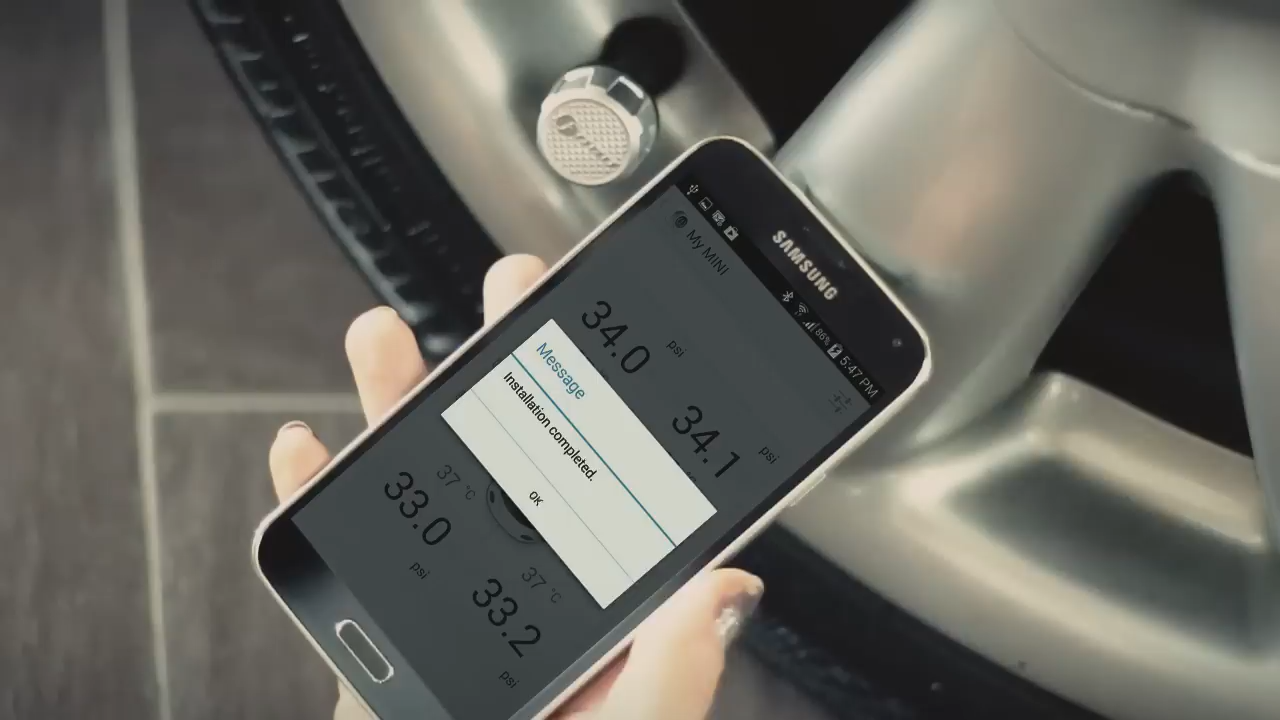 SAMSUNG
86% 5:47 PM
My MINI
34.0 psi
34.1 psi
Message
Installation completed.
OK
37 °C
33.0 psi
37 °C
33.2 psi